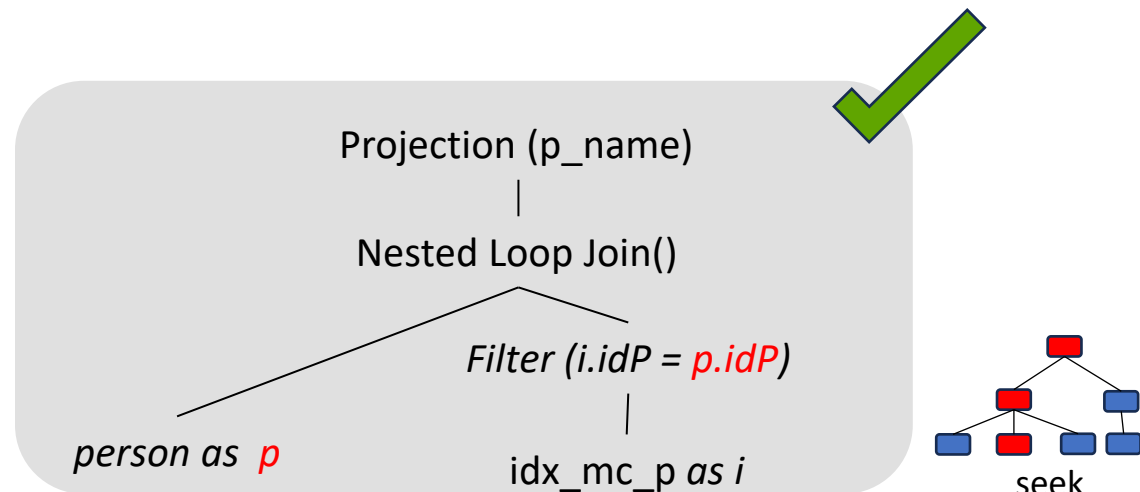 Projection (p_name)
Nested Loop Join()
Filter (i.idP = p.idP)
person as p
idx_mc_p as i
seek